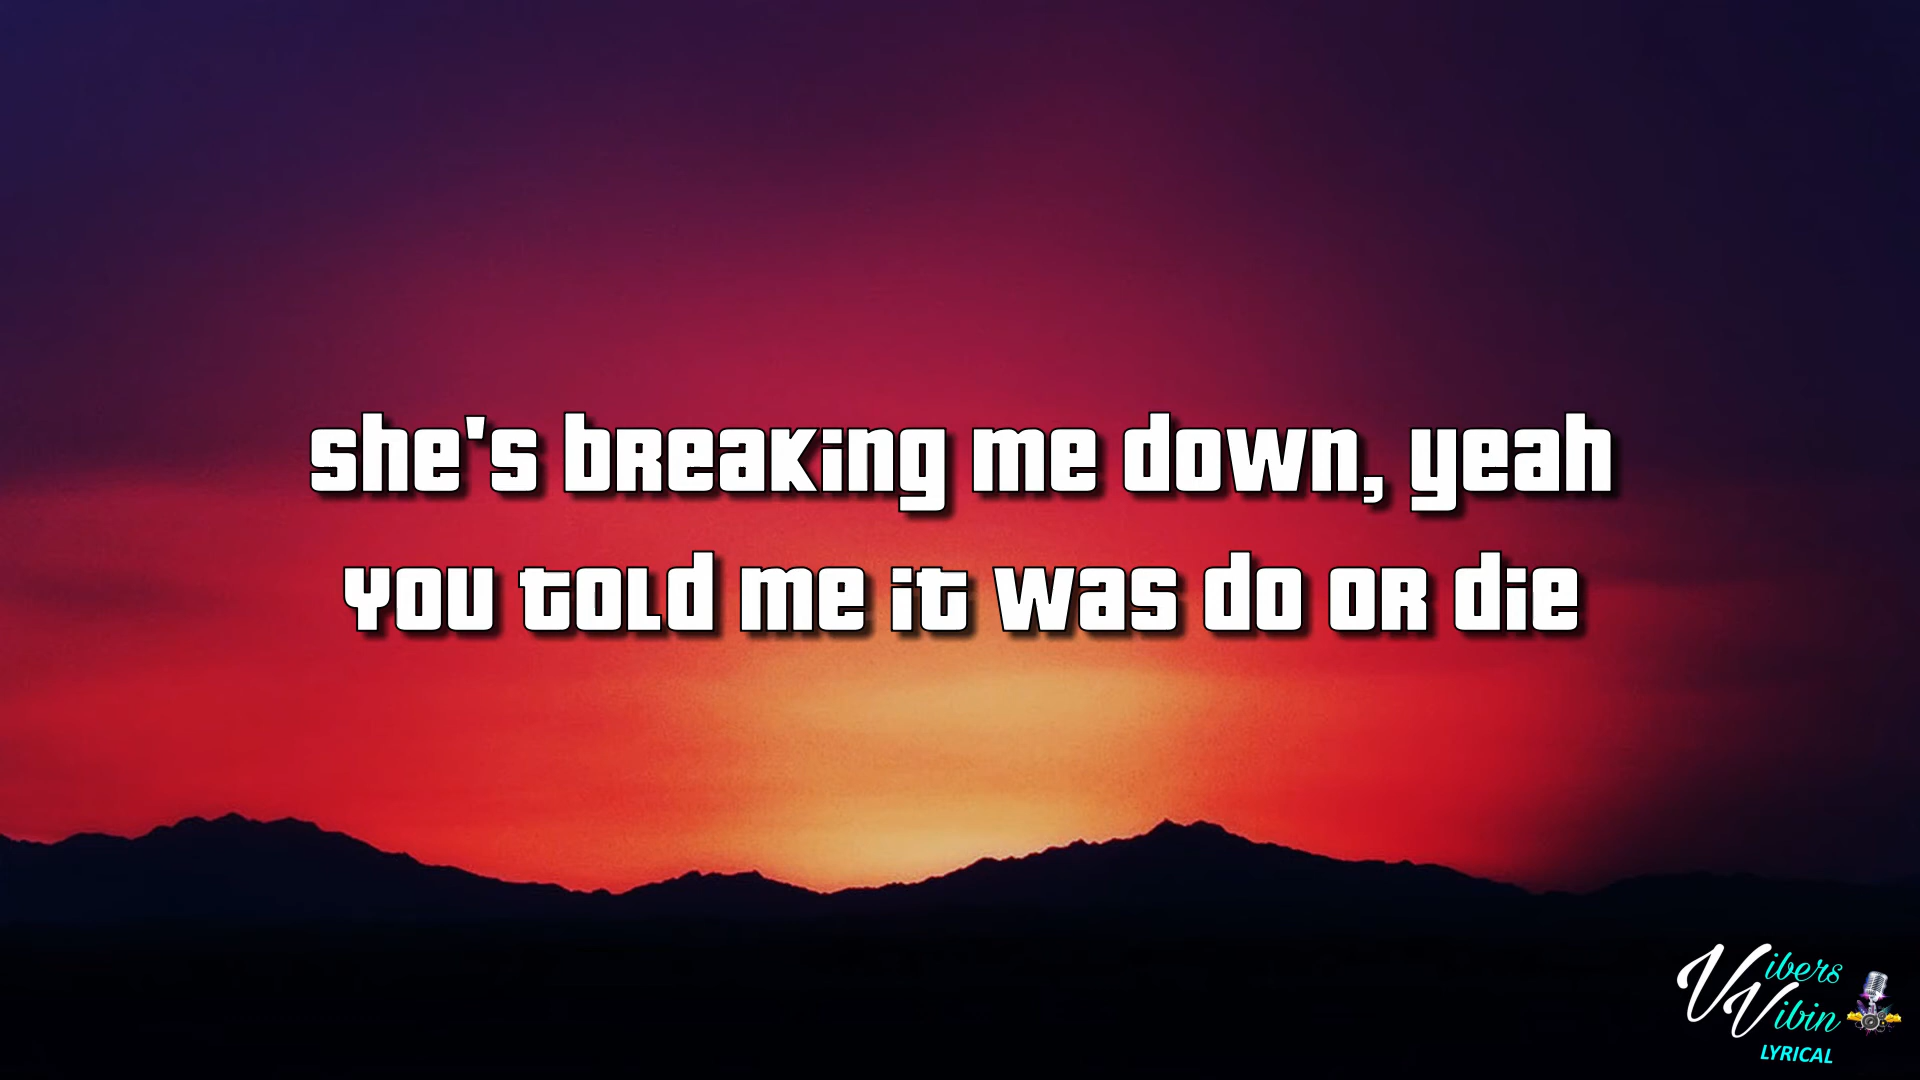 she's breaking me down, yeah
you told me it was do or die
Vibers
Vibin
LYRICAL